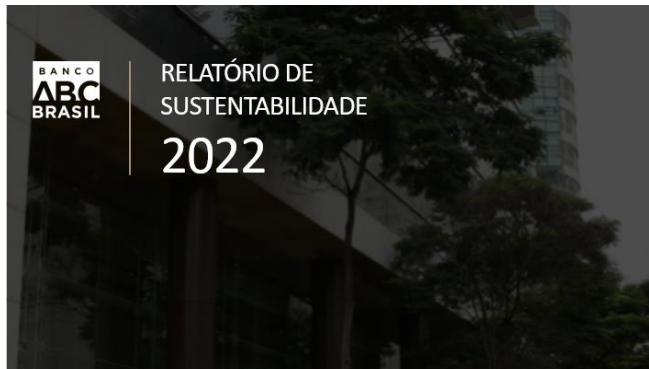 BANCO
ABC
BRASIL
RELATÓRIO DE
SUSTENTABILIDADE
2022